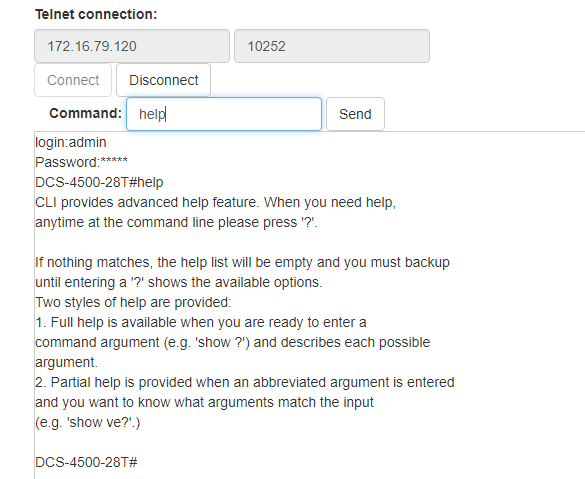 Telnet connection:
172.16.79.120 10252
Connect Disconnect
Command: help Send
login:admin
Password:*****
DCS-4500-28T#help
CLI provides advanced help feature. When you need help,
anytime at the command line please press '?'.
If nothing matches, the help list will be empty and you must backup
until entering a '?' shows the available options.
Two styles of help are provided:
1. Full help is available when you are ready to enter a
command argument (e.g. 'show ?') and describes each possible
argument.
2. Partial help is provided when an abbreviated argument is entered
and you want to know what arguments match the input
(e.g. 'show ve?'.)
DCS-4500-28T#